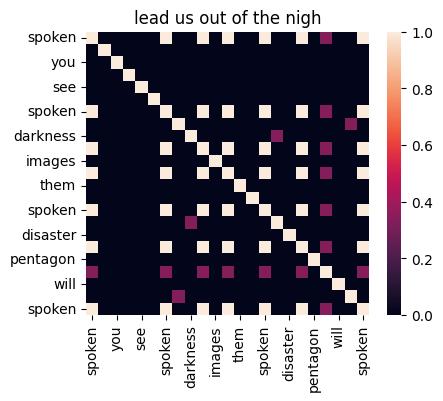 lead us out of the nigh
spoken
you
see
spoken
darkness
images
them
spoken
disaster
pentagon
will
spoken
spoken
you
see
spoken
darkness
images
them
spoken
disaster
pentagon
will
spoken
1.0
0.8
0.6
0.4
0.2
0.0